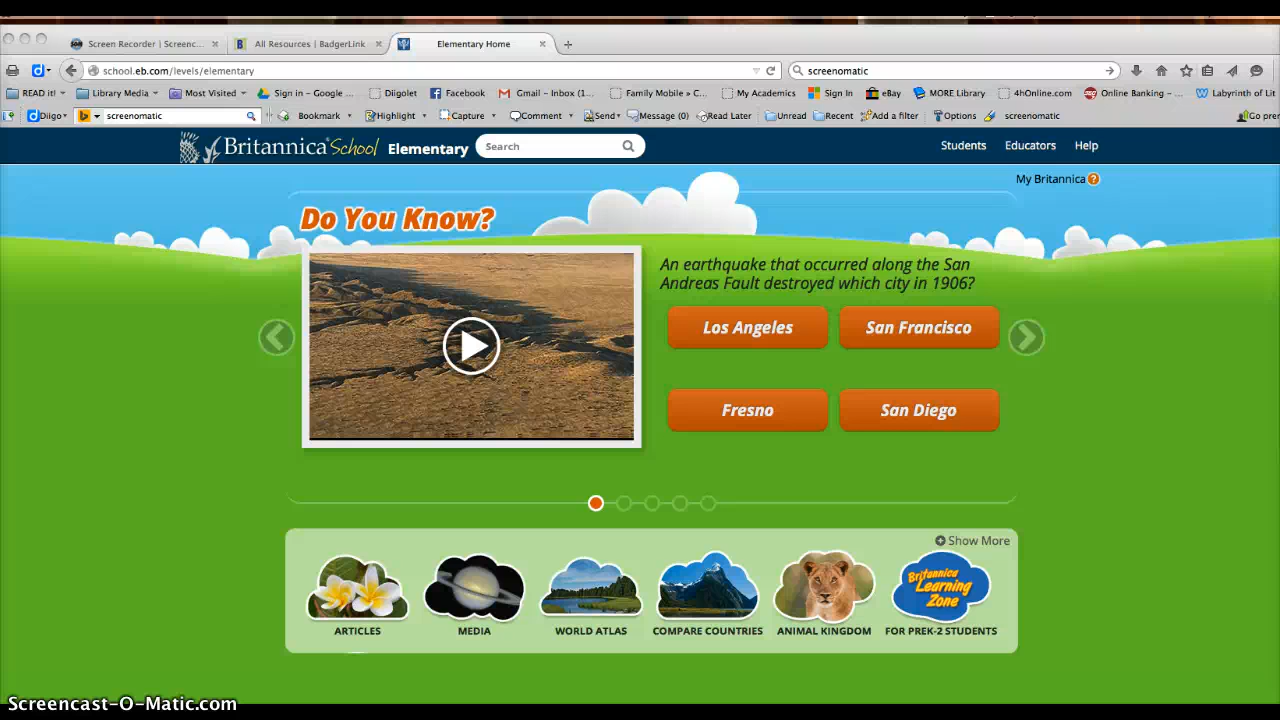 Screen Recorder | Screenc...
All Resources | BadgerLink
Elementary Home
school.eb.com/levels/elementary
screenomatic
READ it!
Library Media
Most Visited
Sign in – Google ...
Diigolet
Facebook
Gmail – Inbox (1...
Family Mobile » C...
My Academics
Sign In
eBay
MORE Library
4hOnline.com
Online Banking – ...
Labyrinth of Lit
Diigo
screenomatic
Bookmark
Highlight
Capture
Comment
Send
Message (0)
Read Later
Unread
Recent
Add a filter
Options
screenomatic
Go pre
Britannica School Elementary
Search
Students
Educators
Help
My Britannica ?
Do You Know?
An earthquake that occurred along the San
Andreas Fault destroyed which city in 1906?
Los Angeles
San Francisco
Fresno
San Diego
Show More
Britannica
Learning
Zone
ARTICLES
MEDIA
WORLD ATLAS
COMPARE COUNTRIES
ANIMAL KINGDOM
FOR PREK-2 STUDENTS
Screencast-O-Matic.com